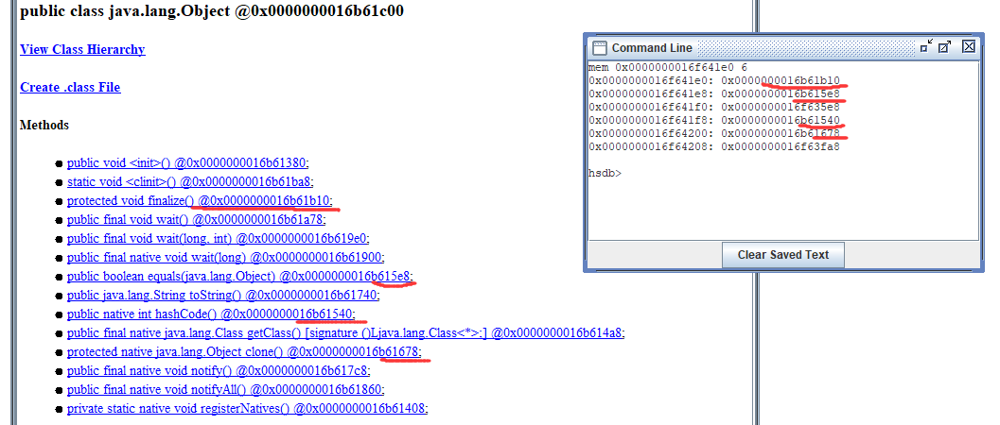 public class java.lang.Object @0x0000000016b61c00
View Class Hierarchy
Create .class File
Methods
public void <init>() @0x0000000016b61380;
static void <clinit>() @0x0000000016b61ba8;
protected void finalize() @0x0000000016b61b10;
public final void wait() @0x0000000016b61a78;
public final void wait(long, int) @0x0000000016b619e0;
public final native void wait(long) @0x0000000016b61900;
public boolean equals(java.lang.Object) @0x0000000016b615e8;
public java.lang.String toString() @0x0000000016b61740;
public native int hashCode() @0x0000000016b61540;
public final native java.lang.Class getClass() [signature ()Ljava.lang.Class<*>;] @0x0000000016b614a8;
protected native java.lang.Object clone() @0x0000000016b61678;
public final native void notify() @0x0000000016b617c8;
public final native void notifyAll() @0x0000000016b61860;
private static native void registerNatives() @0x0000000016b61408;
Command Line
mem 0x0000000016f641e0 6
0x0000000016f641e0: 0x0000000016b61b10
0x0000000016f641e8: 0x0000000016b615e8
0x0000000016f641f0: 0x0000000016f635e8
0x0000000016f641f8: 0x0000000016b61540
0x0000000016f64200: 0x0000000016b61678
0x0000000016f64208: 0x0000000016f63fa8
hsdb>
Clear Saved Text